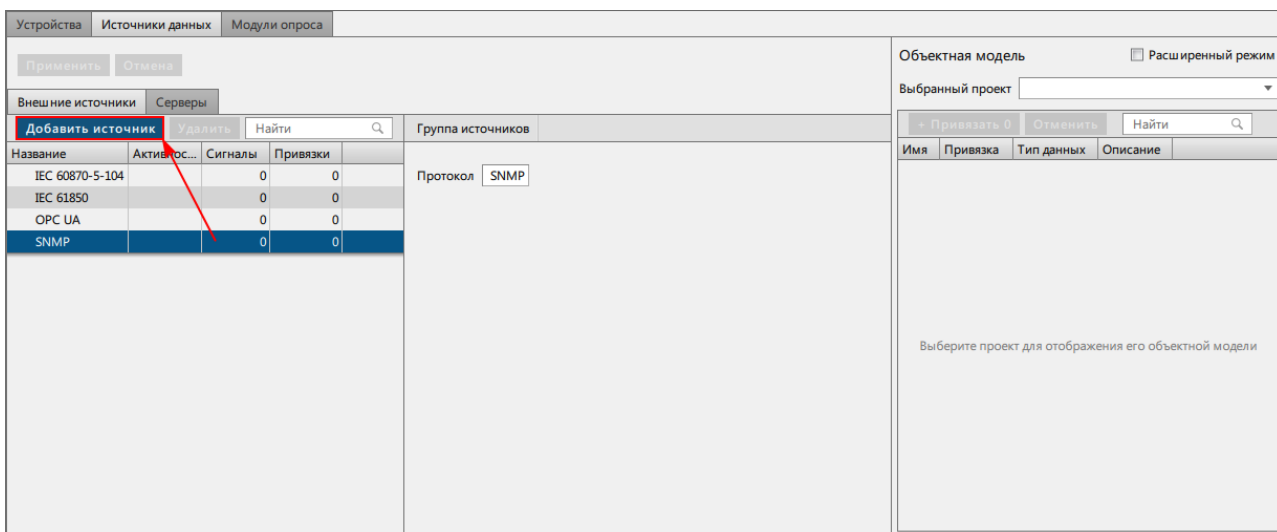 Устройства Источники данных Модули опроса
Применить Отмена
Внешние источники Серверы
Добавить источник Удалить Найти
Название Активнос... Сигналы Привязки
IEC 60870-5-104 0 0
IEC 61850 0 0
OPC UA 0 0
SNMP 0 0
Группа источников
Протокол SNMP
Объектная модель Расширенный режим
Выбранный проект
+ Привязать 0 Отменить Найти
Имя Привязка Тип данных Описание
Выберите проект для отображения его объектной модели